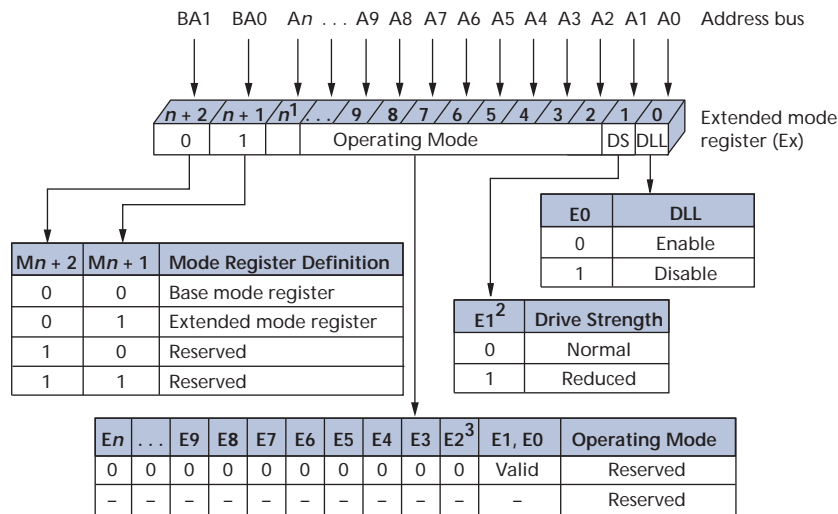 BA1 BA0 An . . . A9 A8 A7 A6 A5 A4 A3 A2 A1 A0 Address bus
n + 2 n + 1 n1 . . . 9 8 7 6 5 4 3 2 1 0
0 1 Operating Mode DS DLL
Extended mode
register (Ex)
E0 DLL
0 Enable
1 Disable
Mn + 2 Mn + 1 Mode Register Definition
0 0 Base mode register
0 1 Extended mode register
1 0 Reserved
1 1 Reserved
E12 Drive Strength
0 Normal
1 Reduced
En . . . E9 E8 E7 E6 E5 E4 E3 E23 E1, E0 Operating Mode
0 0 0 0 0 0 0 0 0 0 Valid Reserved
– – – – – – – – – – – Reserved